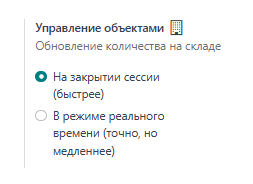 Управление объектами
Обновление количества на складе
На закрытии сессии
(быстрее)
В режиме реального
времени (точно, но
медленнее)